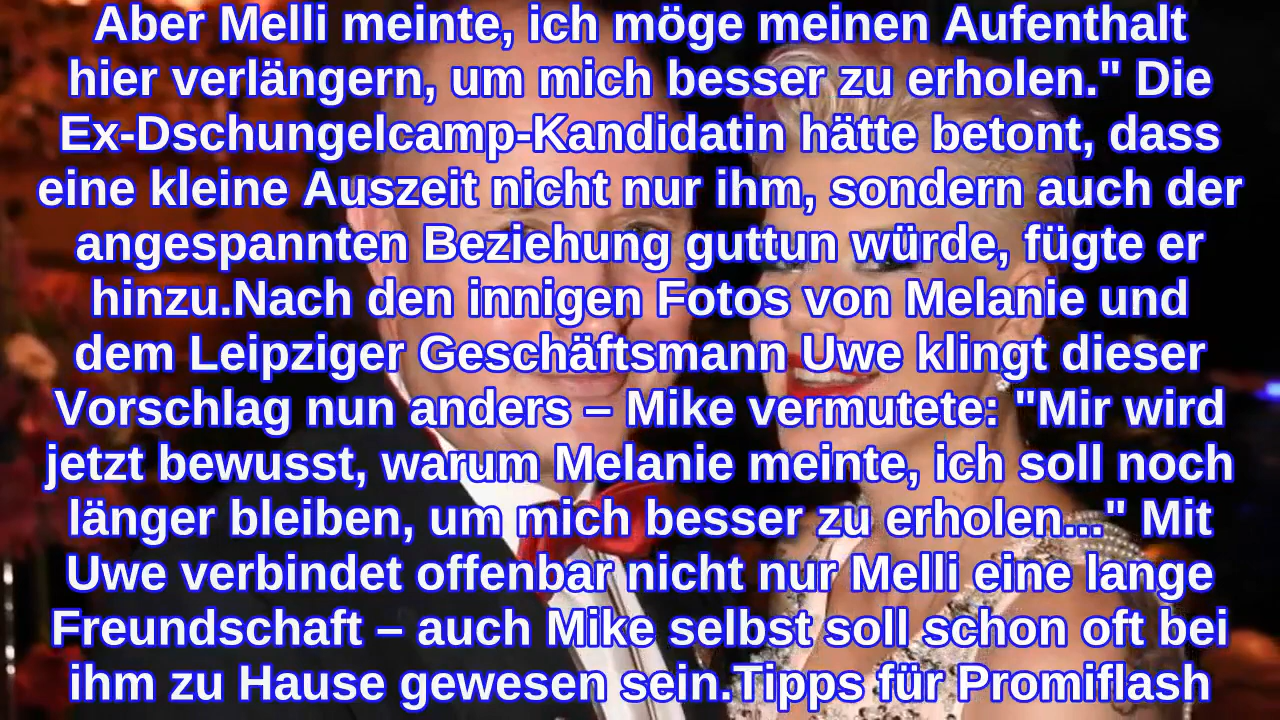 Aber Melli meinte, ich möge meinen Aufenthalt
hier verlängern, um mich besser zu erholen." Die
Ex-Dschungelcamp-Kandidatin hätte betont, dass
eine kleine Auszeit nicht nur ihm, sondern auch der
angespannten Beziehung guttun würde, fügte er
hinzu.Nach den innigen Fotos von Melanie und
dem Leipziger Geschäftsmann Uwe klingt dieser
Vorschlag nun anders – Mike vermutete: "Mir wird
jetzt bewusst, warum Melanie meinte, ich soll noch
länger bleiben, um mich besser zu erholen..." Mit
Uwe verbindet offenbar nicht nur Melli eine lange
Freundschaft – auch Mike selbst soll schon oft bei
ihm zu Hause gewesen sein.Tipps für Promiflash